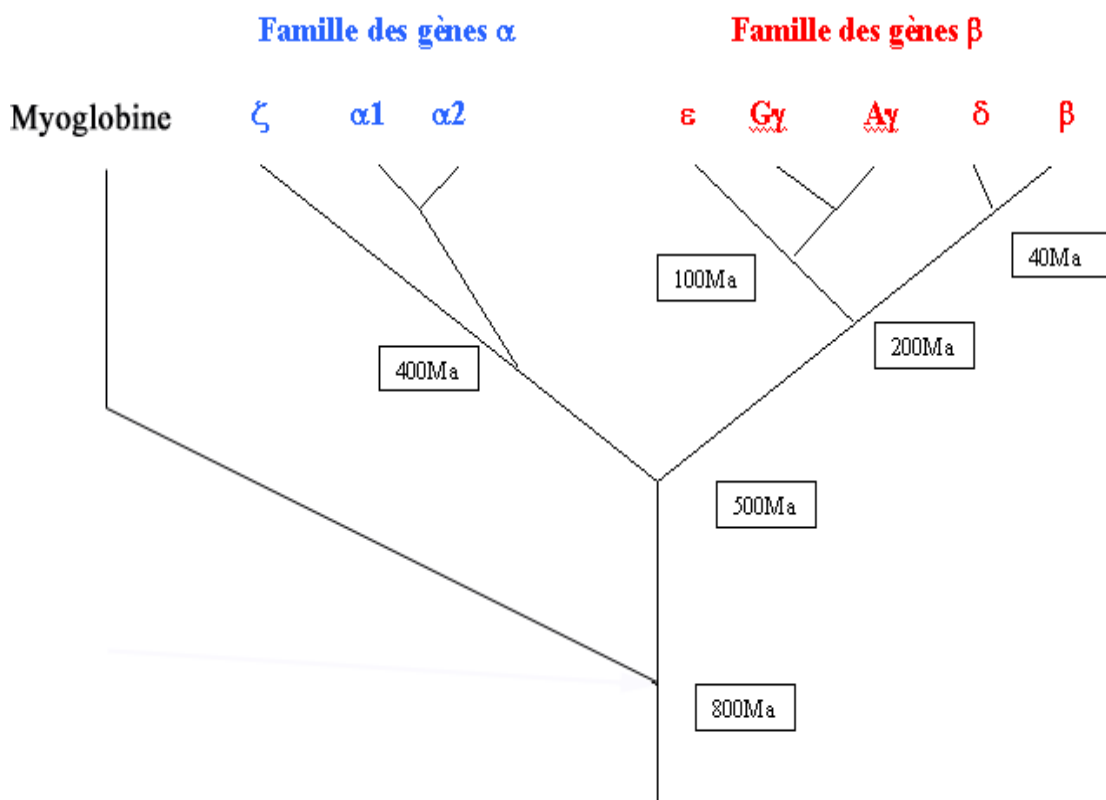 Famille des gènes α Famille des gènes β
Myoglobine ζ α1 α2 ε Gγ Aγ δ β
40Ma
100Ma
200Ma
400Ma
500Ma
800Ma